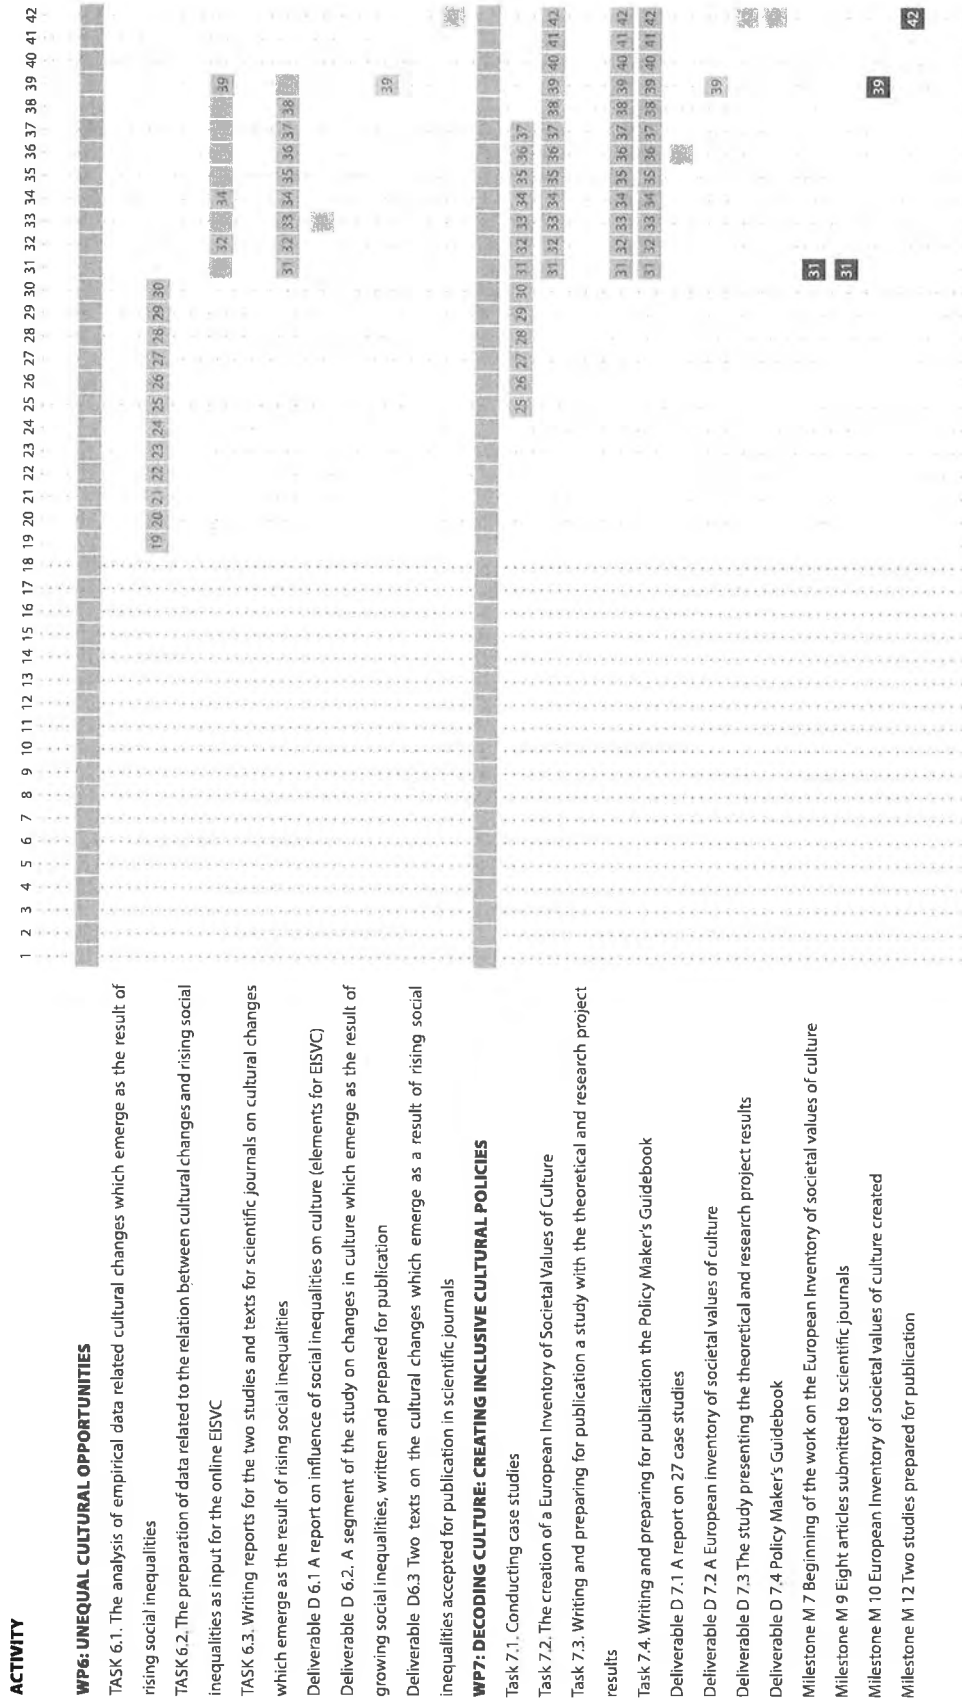 ACTIVITY 1 2 3 4 5 6 7 8 9 10 11 12 13 14 15 16 17 18 19 20 21 22 23 24 25 26 27 28 29 30 31 32 33 34 35 36 37 38 39 40 41 42
WP6: UNEQUAL CULTURAL OPPORTUNITIES
TASK 6.1. The analysis of empirical data related cultural changes which emerge as the result of
rising social inequalities 19 20 21 22 23 24 25 26 27 28 29 30
TASK 6.2. The preparation of data related to the relation between cultural changes and rising social
inequalities as input for the online EISVC 32 34 39
TASK 6.3. Writing reports for the two studies and texts for scientific journals on cultural changes
which emerge as the result of rising social inequalities 31 32 33 34 35 36 37 38
Deliverable D 6.1 A report on influence of social inequalities on culture (elements for EISVC)
Deliverable D 6.2. A segment of the study on changes in culture which emerge as the result of
growing social inequalities, written and prepared for publication 39
Deliverable D6.3 Two texts on the cultural changes which emerge as a result of rising social
inequalities accepted for publication in scientific journals
WP7: DECODING CULTURE: CREATING INCLUSIVE CULTURAL POLICIES
Task 7.1. Conducting case studies 25 26 27 28 29 30 31 32 33 34 35 36 37
Task 7.2. The creation of a European Inventory of Societal Values of Culture 31 32 33 34 35 36 37 38 39 40 41 42
Task 7.3. Writing and preparing for publication a study with the theoretical and research project
results 31 32 33 34 35 36 37 38 39 40 41 42
Task 7.4. Writing and preparing for publication the Policy Maker's Guidebook 31 32 33 34 35 36 37 38 39 40 41 42
Deliverable D 7.1 A report on 27 case studies
Deliverable D 7.2 A European inventory of societal values of culture 39
Deliverable D 7.3 The study presenting the theoretical and research project results
Deliverable D 7.4 Policy Maker's Guidebook
Milestone M 7 Beginning of the work on the European Inventory of societal values of culture 31
Milestone M 9 Eight articles submitted to scientific journals 31
Milestone M 10 European Inventory of societal values of culture created 39
Milestone M 12 Two studies prepared for publication 42